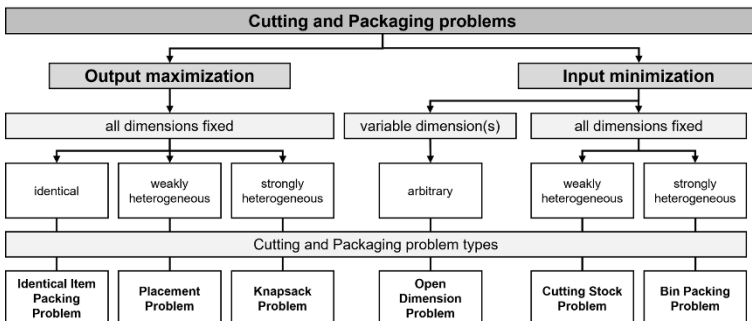 Cutting and Packaging problems
Output maximization
Input minimization
all dimensions fixed
variable dimension(s)
all dimensions fixed
identical
weakly
heterogeneous
strongly
heterogeneous
arbitrary
weakly
heterogeneous
strongly
heterogeneous
Cutting and Packaging problem types
Identical Item
Packing
Problem
Placement
Problem
Knapsack
Problem
Open
Dimension
Problem
Cutting Stock
Problem
Bin Packing
Problem